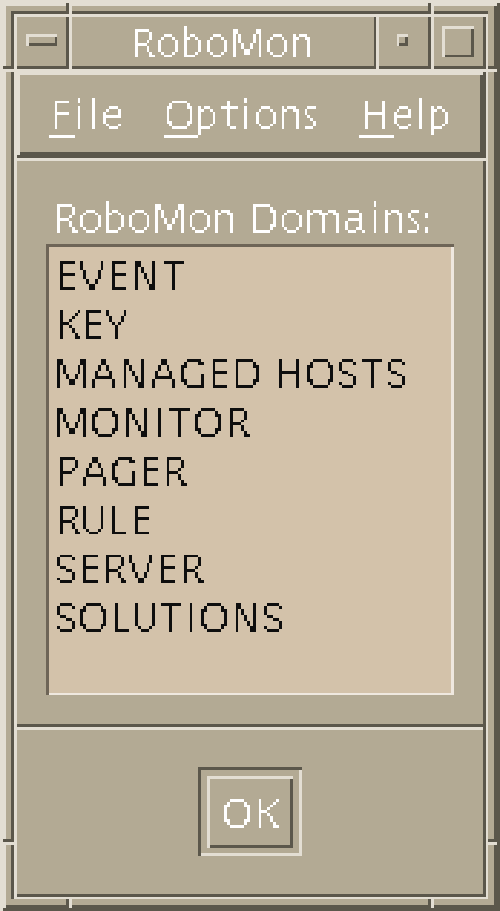 RoboMon
File Options Help
RoboMon Domains:
EVENT
KEY
MANAGED HOSTS
MONITOR
PAGER
RULE
SERVER
SOLUTIONS
OK